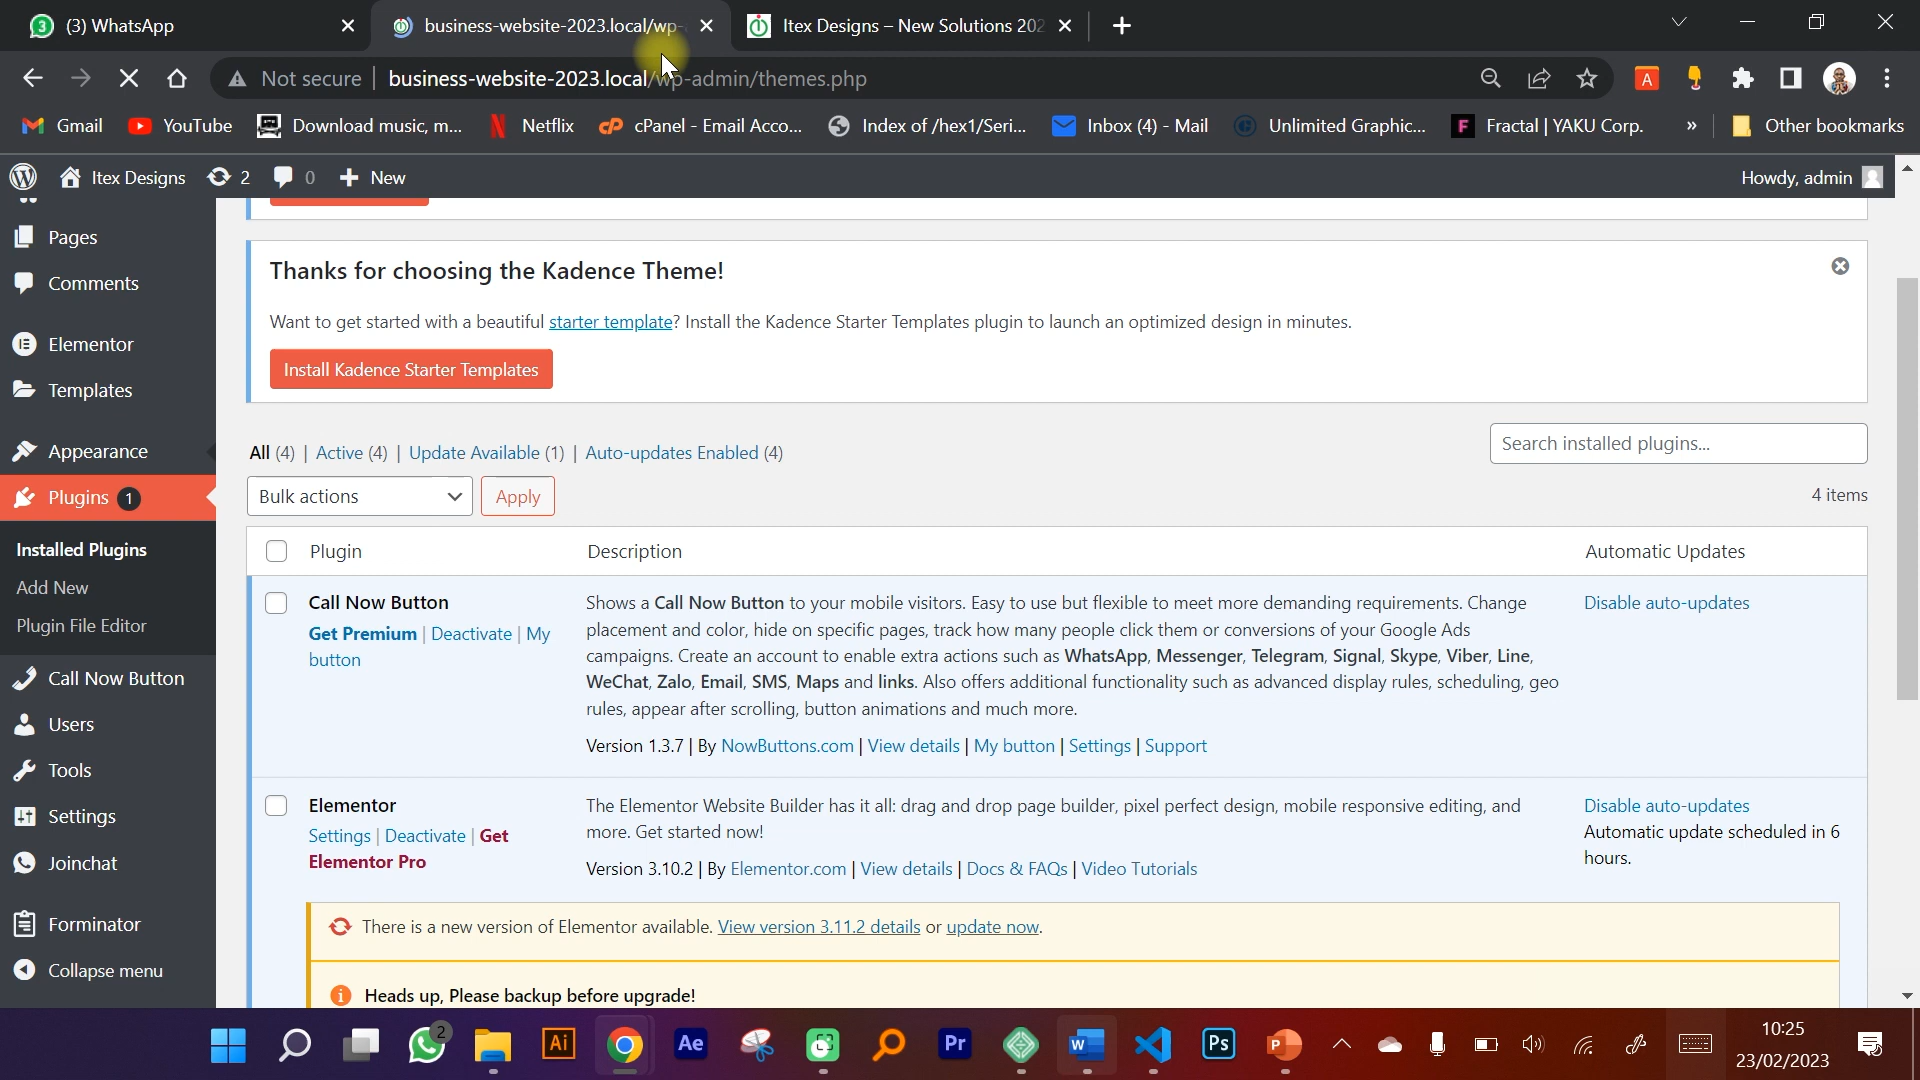 3 (3) WhatsApp
business-website-2023.local/wp-
Itex Designs – New Solutions 202
Not secure | business-website-2023.local/wp-admin/themes.php
Gmail YouTube Download music, m... Netflix cPanel - Email Acco... Index of /hex1/Seri... Inbox (4) - Mail Unlimited Graphic... Fractal | YAKU Corp. » Other bookmarks
Itex Designs 2 0 + New Howdy, admin
Pages
Comments
Elementor
Templates
Appearance
Plugins 1
Installed Plugins
Add New
Plugin File Editor
Call Now Button
Users
Tools
Settings
Joinchat
Forminator
Collapse menu
Thanks for choosing the Kadence Theme!
Want to get started with a beautiful starter template? Install the Kadence Starter Templates plugin to launch an optimized design in minutes.
Install Kadence Starter Templates
All (4) | Active (4) | Update Available (1) | Auto-updates Enabled (4)
Search installed plugins...
Bulk actions Apply
4 items
Plugin Description Automatic Updates
Call Now Button
Get Premium | Deactivate | My
button
Shows a Call Now Button to your mobile visitors. Easy to use but flexible to meet more demanding requirements. Change
placement and color, hide on specific pages, track how many people click them or conversions of your Google Ads
campaigns. Create an account to enable extra actions such as WhatsApp, Messenger, Telegram, Signal, Skype, Viber, Line,
WeChat, Zalo, Email, SMS, Maps and links. Also offers additional functionality such as advanced display rules, scheduling, geo
rules, appear after scrolling, button animations and much more.
Version 1.3.7 | By NowButtons.com | View details | My button | Settings | Support
Disable auto-updates
Elementor
Settings | Deactivate | Get
Elementor Pro
The Elementor Website Builder has it all: drag and drop page builder, pixel perfect design, mobile responsive editing, and
more. Get started now!
Version 3.10.2 | By Elementor.com | View details | Docs & FAQs | Video Tutorials
Disable auto-updates
Automatic update scheduled in 6
hours.
There is a new version of Elementor available. View version 3.11.2 details or update now.
Heads up, Please backup before upgrade!
2 Ai Ae Pr W Ps P
10:25
23/02/2023